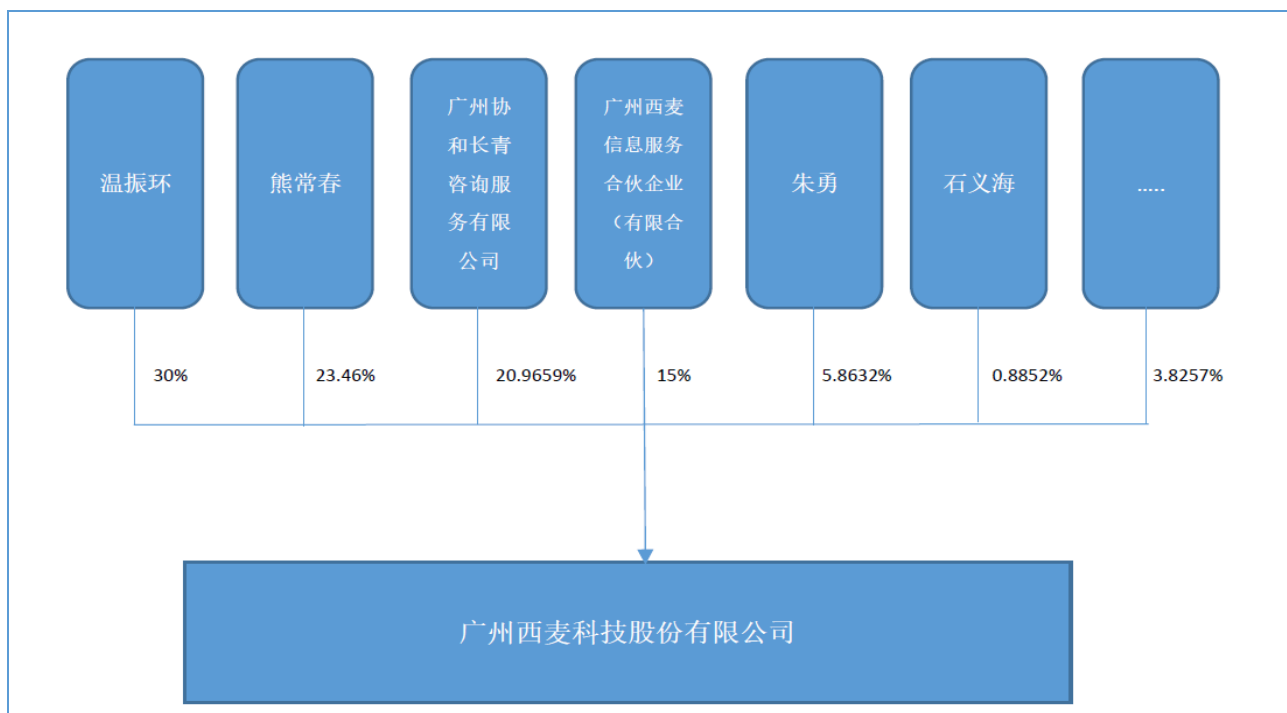 温振环
熊常春
广州协
和长青
咨询服
务有限
公司
广州西麦
信息服务
合伙企业
（有限合
伙）
朱勇
石义海
.....
30%
23.46%
20.9659%
15%
5.8632%
0.8852%
3.8257%
广州西麦科技股份有限公司